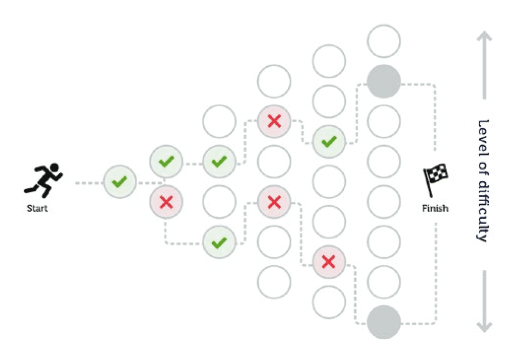 Start
Finish
Level of difficulty